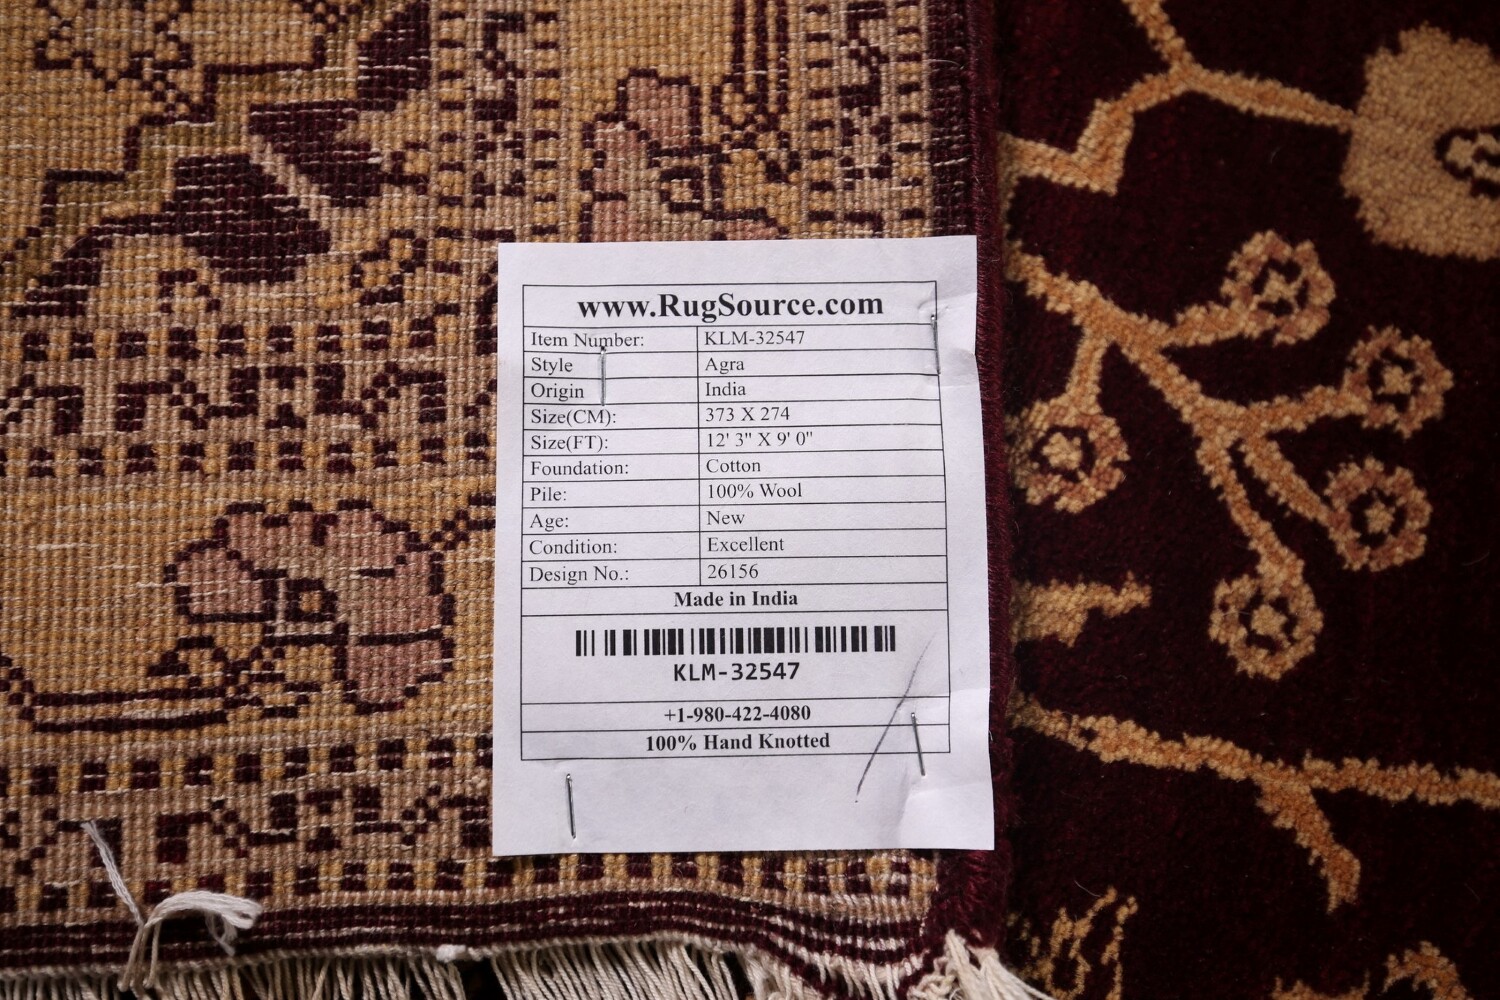 www.RugSource.com
Item Number: KLM-32547
Style Agra
Origin India
Size(CM): 373 X 274
Size(FT): 12' 3" X 9' 0"
Foundation: Cotton
Pile: 100% Wool
Age: New
Condition: Excellent
Design No.: 26156
Made in India
KLM-32547
+1-980-422-4080
100% Hand Knotted